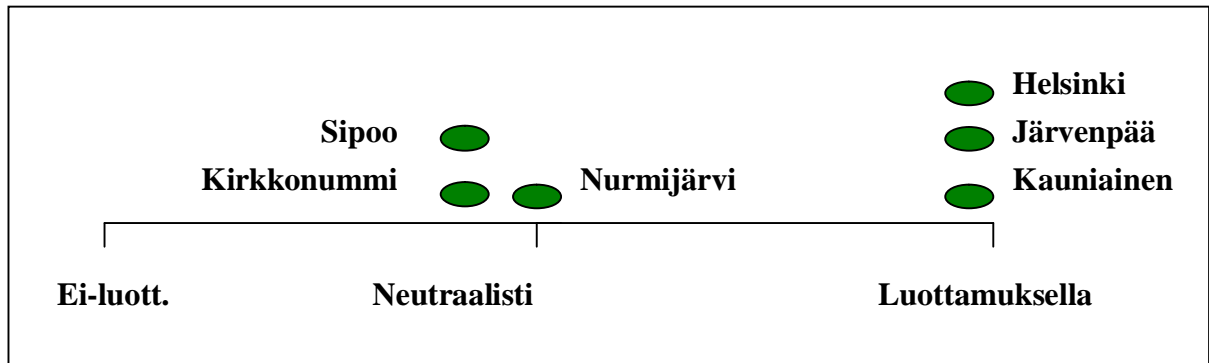 Helsinki
Sipoo Järvenpää
Kirkkonummi Nurmijärvi Kauniainen
Ei-luott. Neutraalisti Luottamuksella